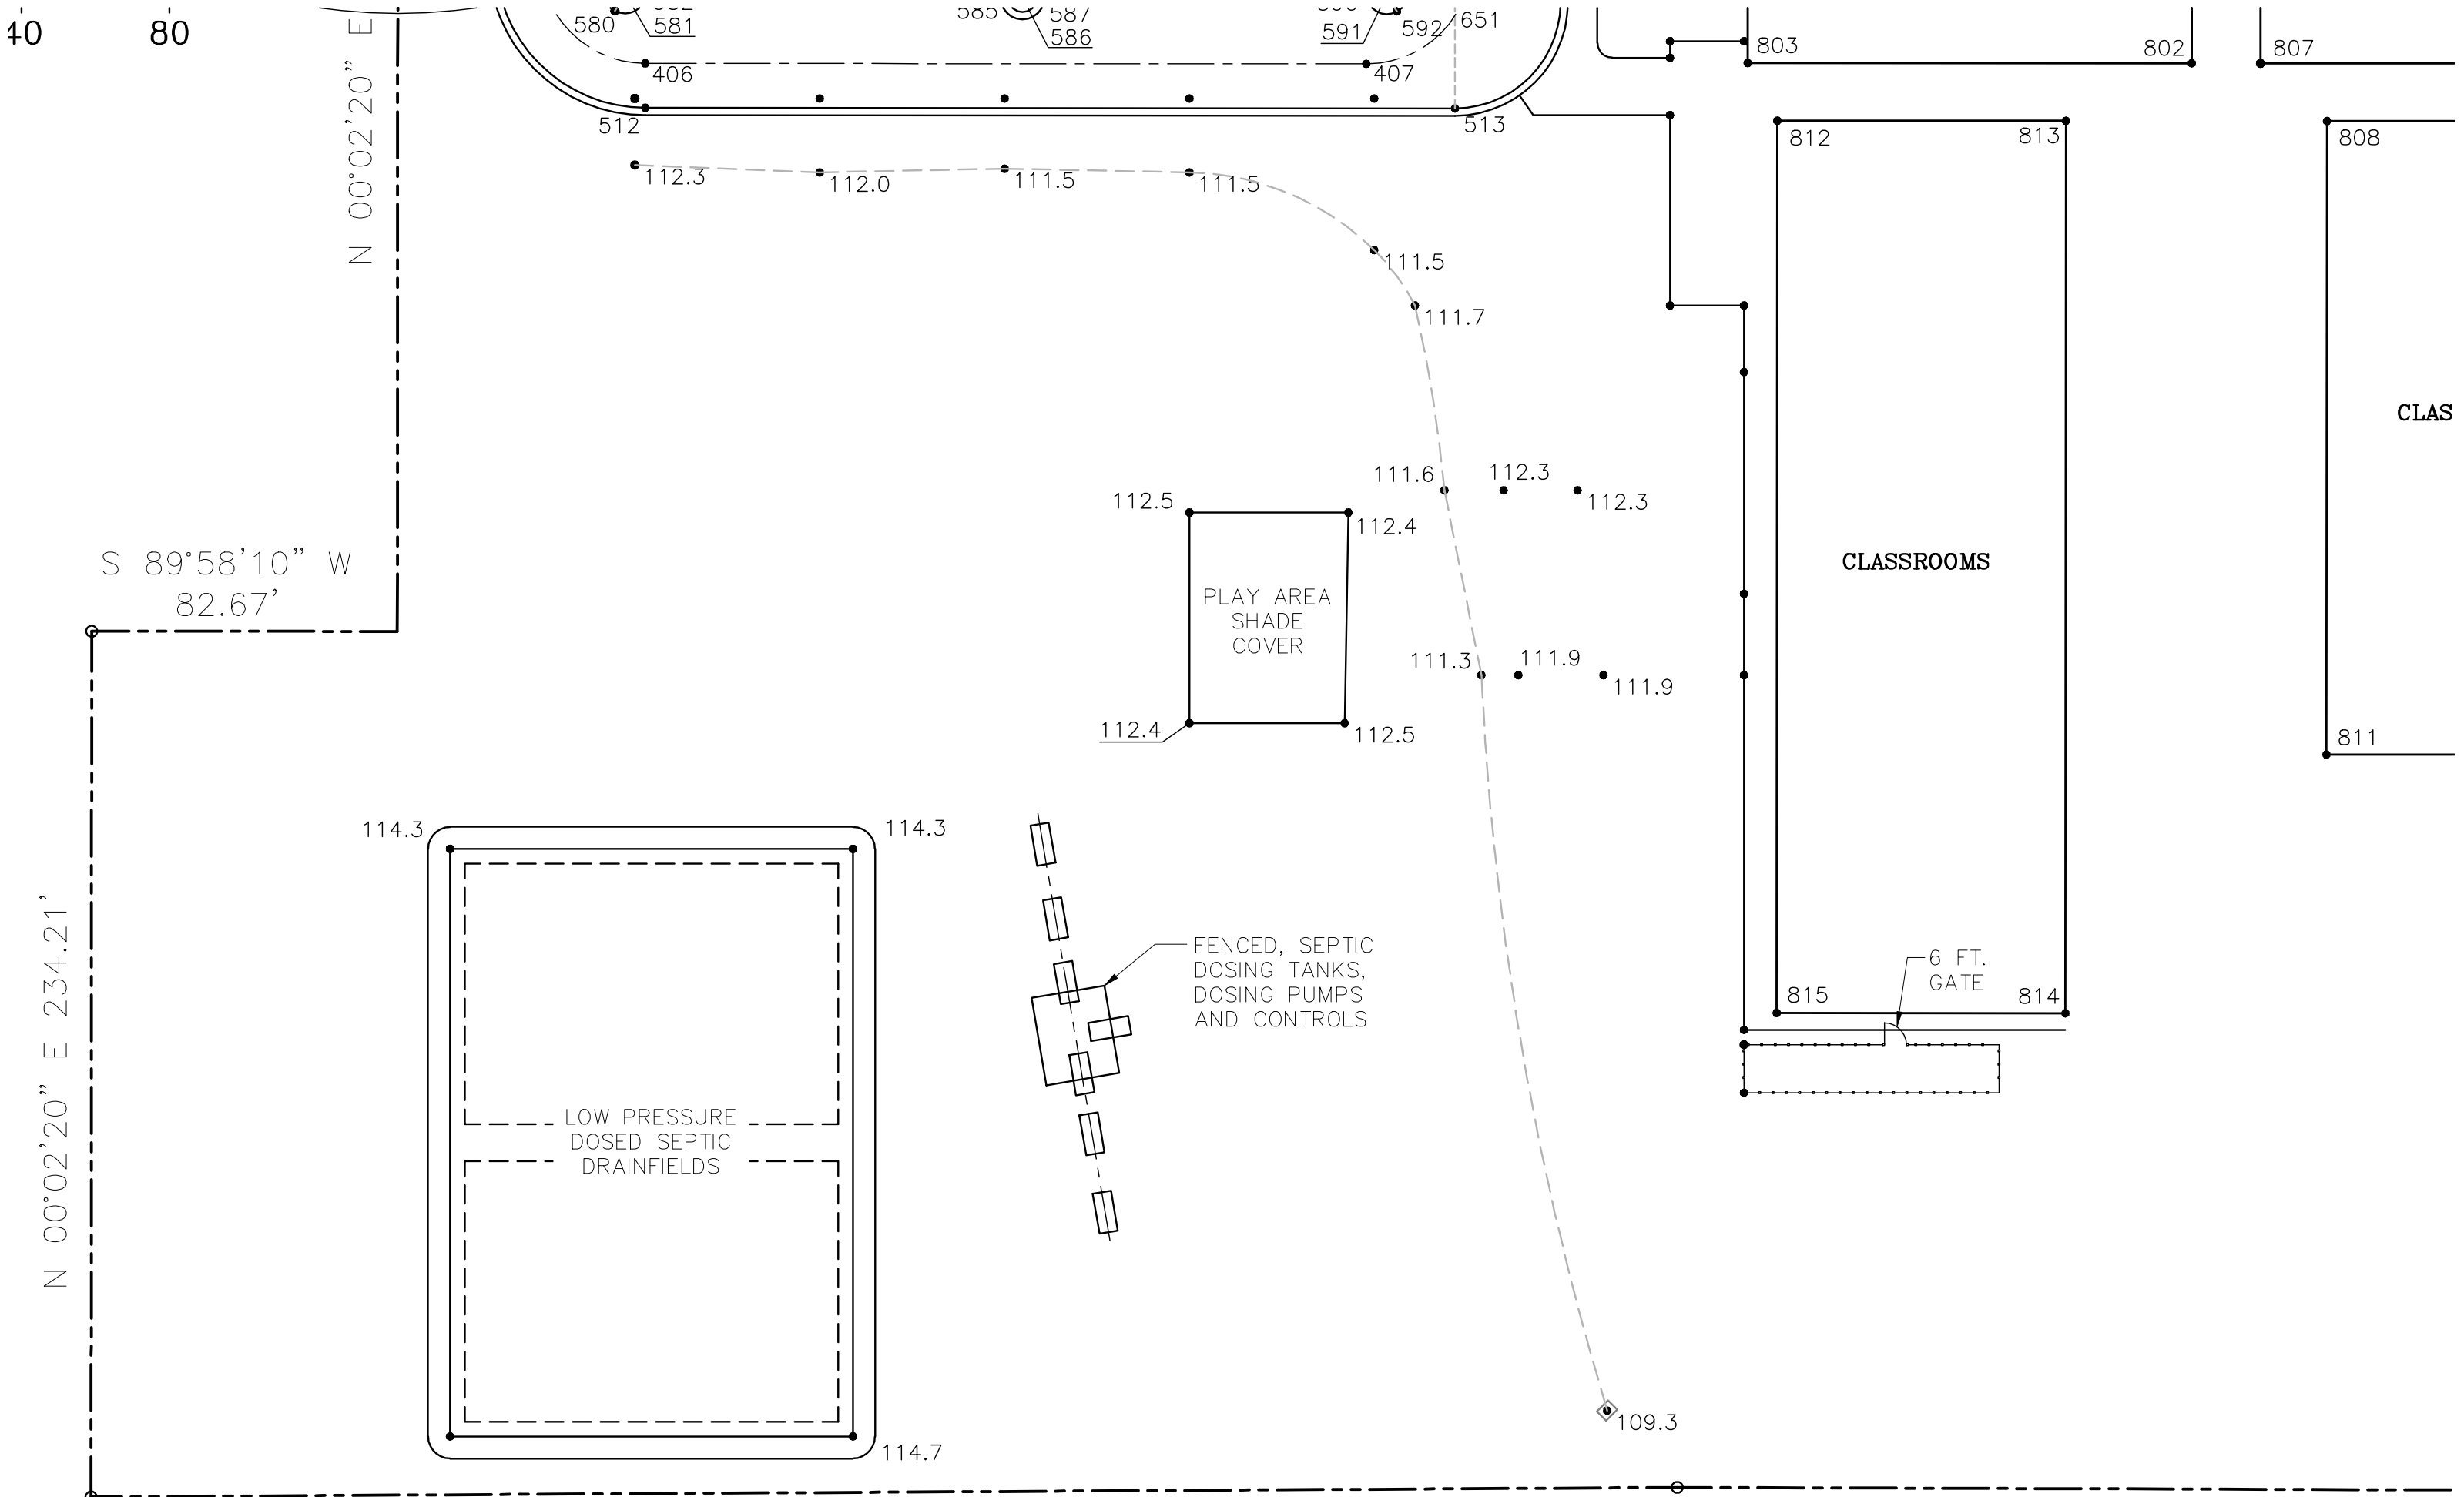 40
80
580
581
585
587
586
591
592
651
803
802
807
406
407
512
513
N 00°02'20" E
112.3
112.0
111.5
111.5
111.5
111.7
812
813
808
CLAS
111.6
112.3
112.3
112.5
112.4
PLAY AREA
SHADE
COVER
CLASSROOMS
S 89°58'10" W
82.67'
111.3
111.9
111.9
112.4
112.5
811
114.3
114.3
N 00°02'20" E 234.21'
FENCED, SEPTIC
DOSING TANKS,
DOSING PUMPS
AND CONTROLS
6 FT.
GATE
815
814
LOW PRESSURE
DOSED SEPTIC
DRAINFIELDS
109.3
114.7